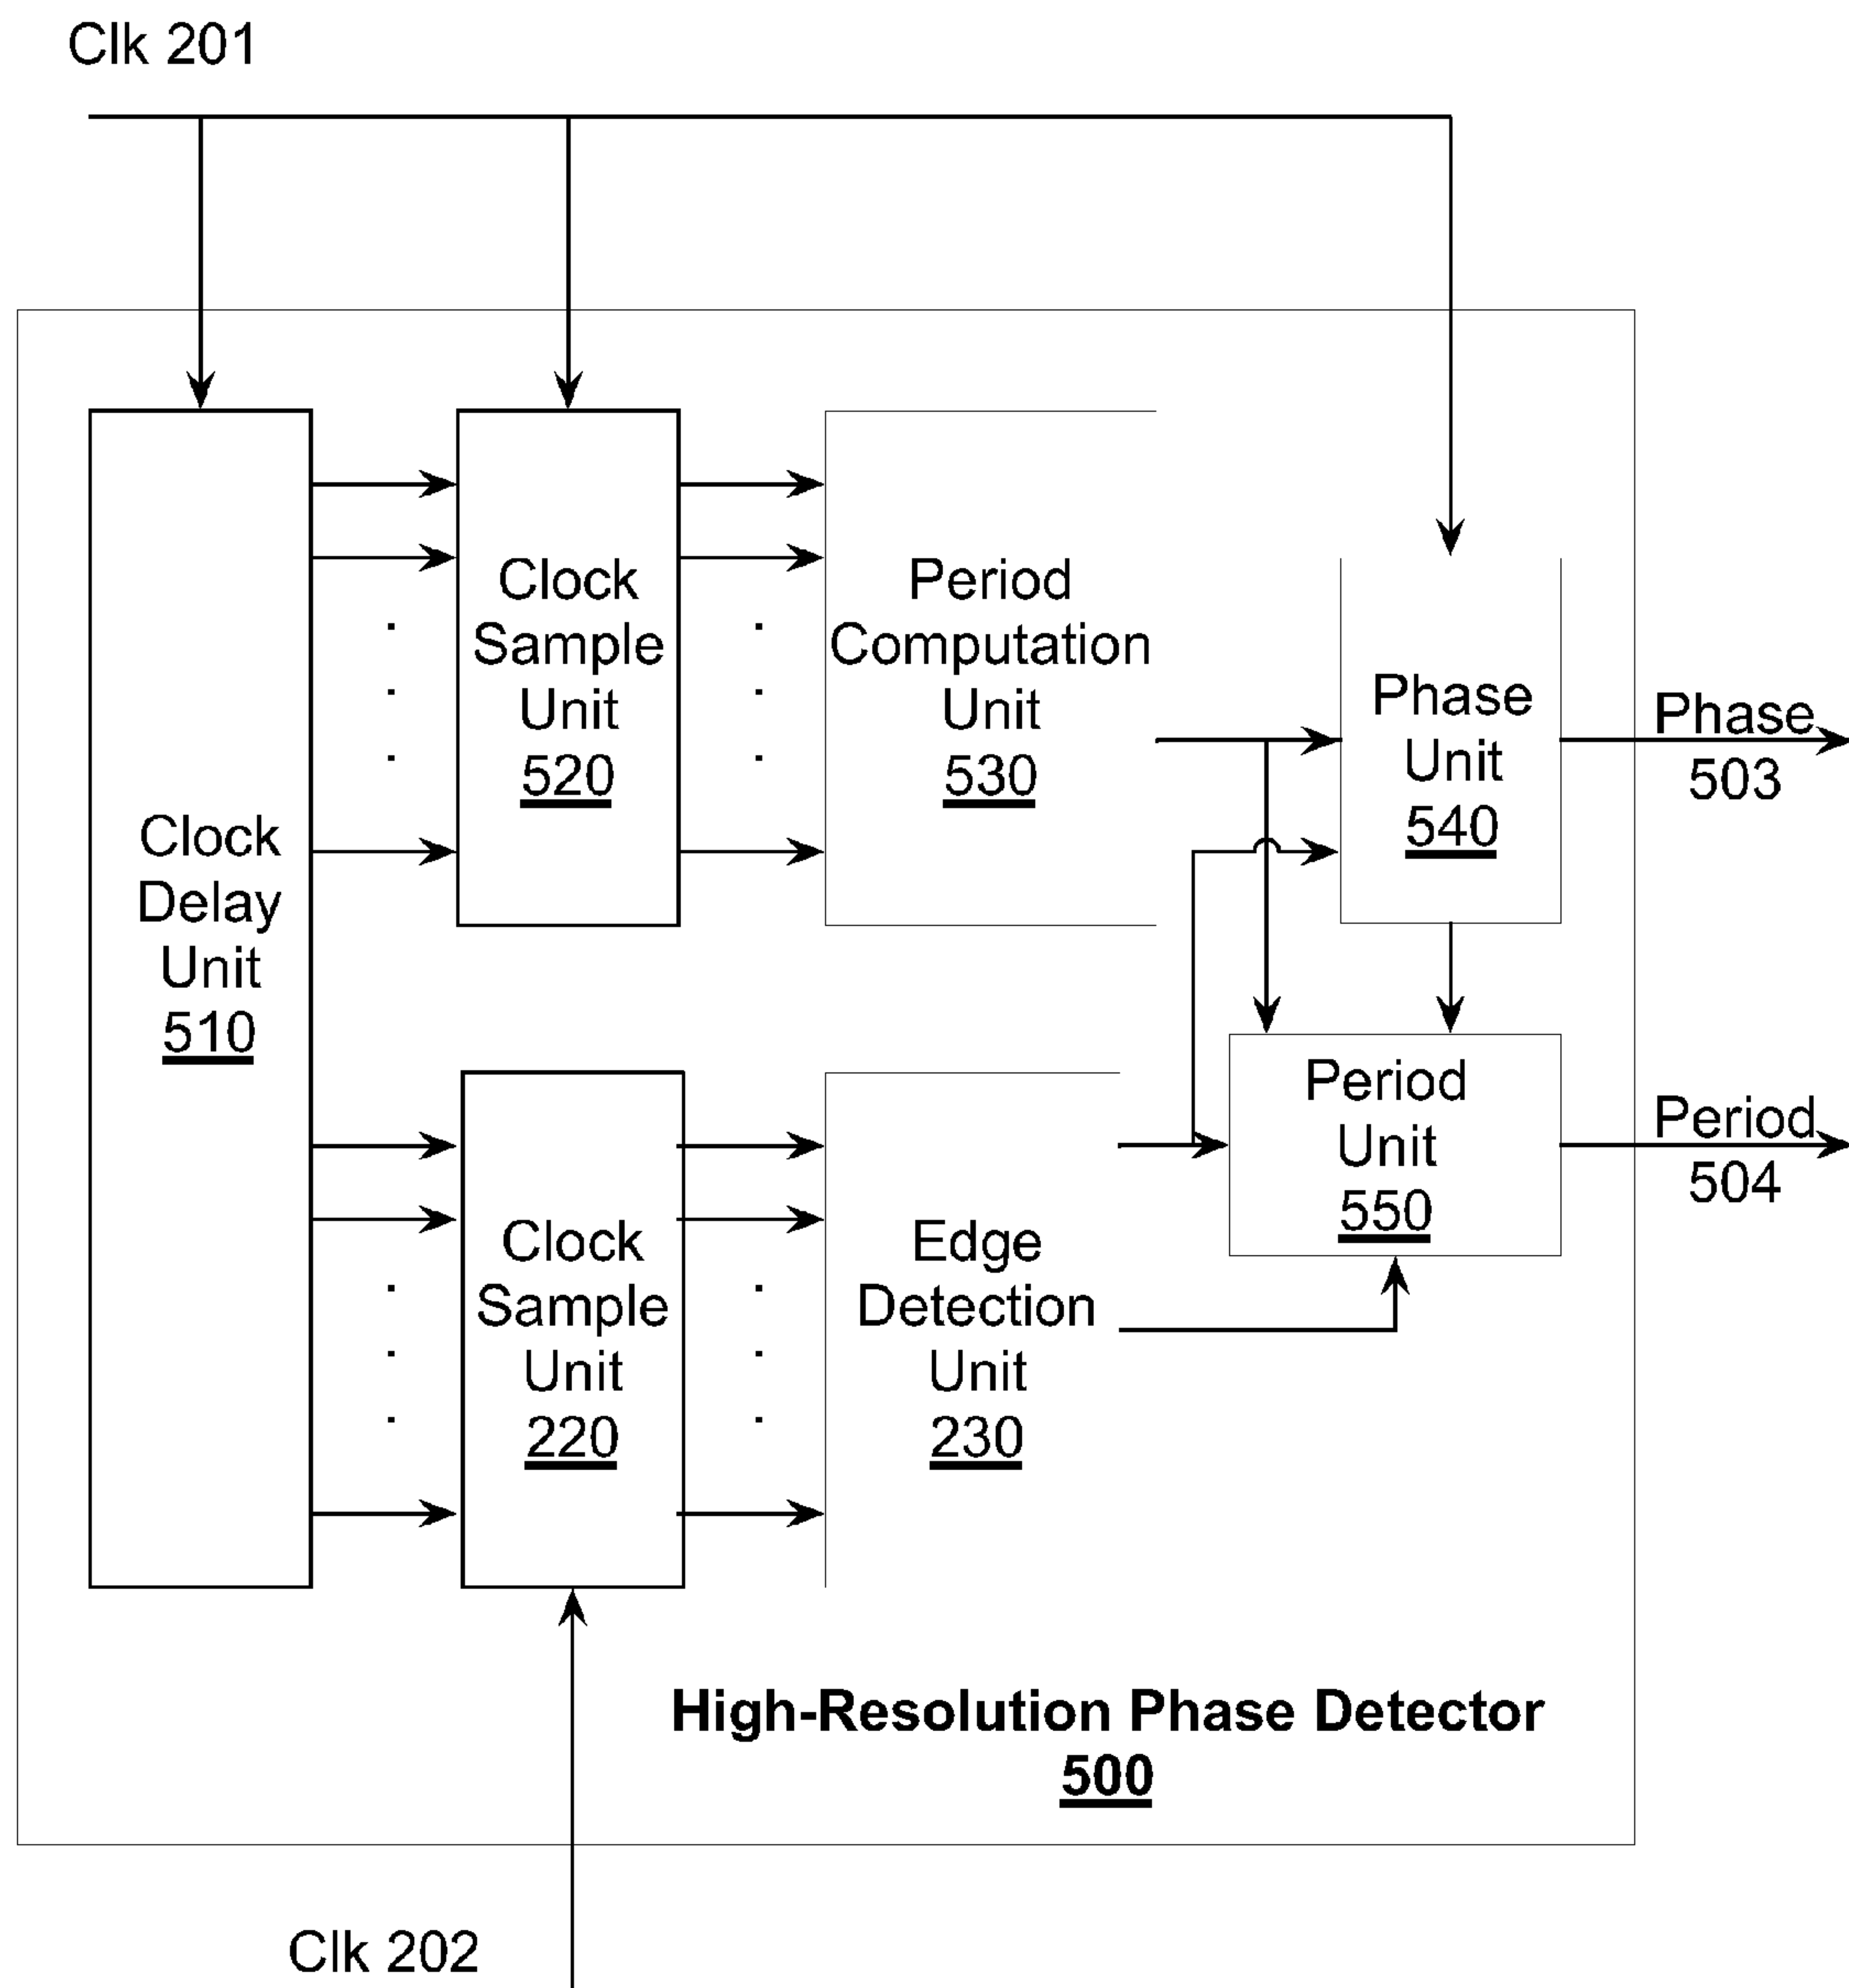 Clk 201
Clock
Sample
Unit
520
Period
Computation
Unit
530
Phase
Unit
540
Phase
503
Clock
Delay
Unit
510
Period
Unit
550
Period
504
Clock
Sample
Unit
220
Edge
Detection
Unit
230
High-Resolution Phase Detector
500
Clk 202